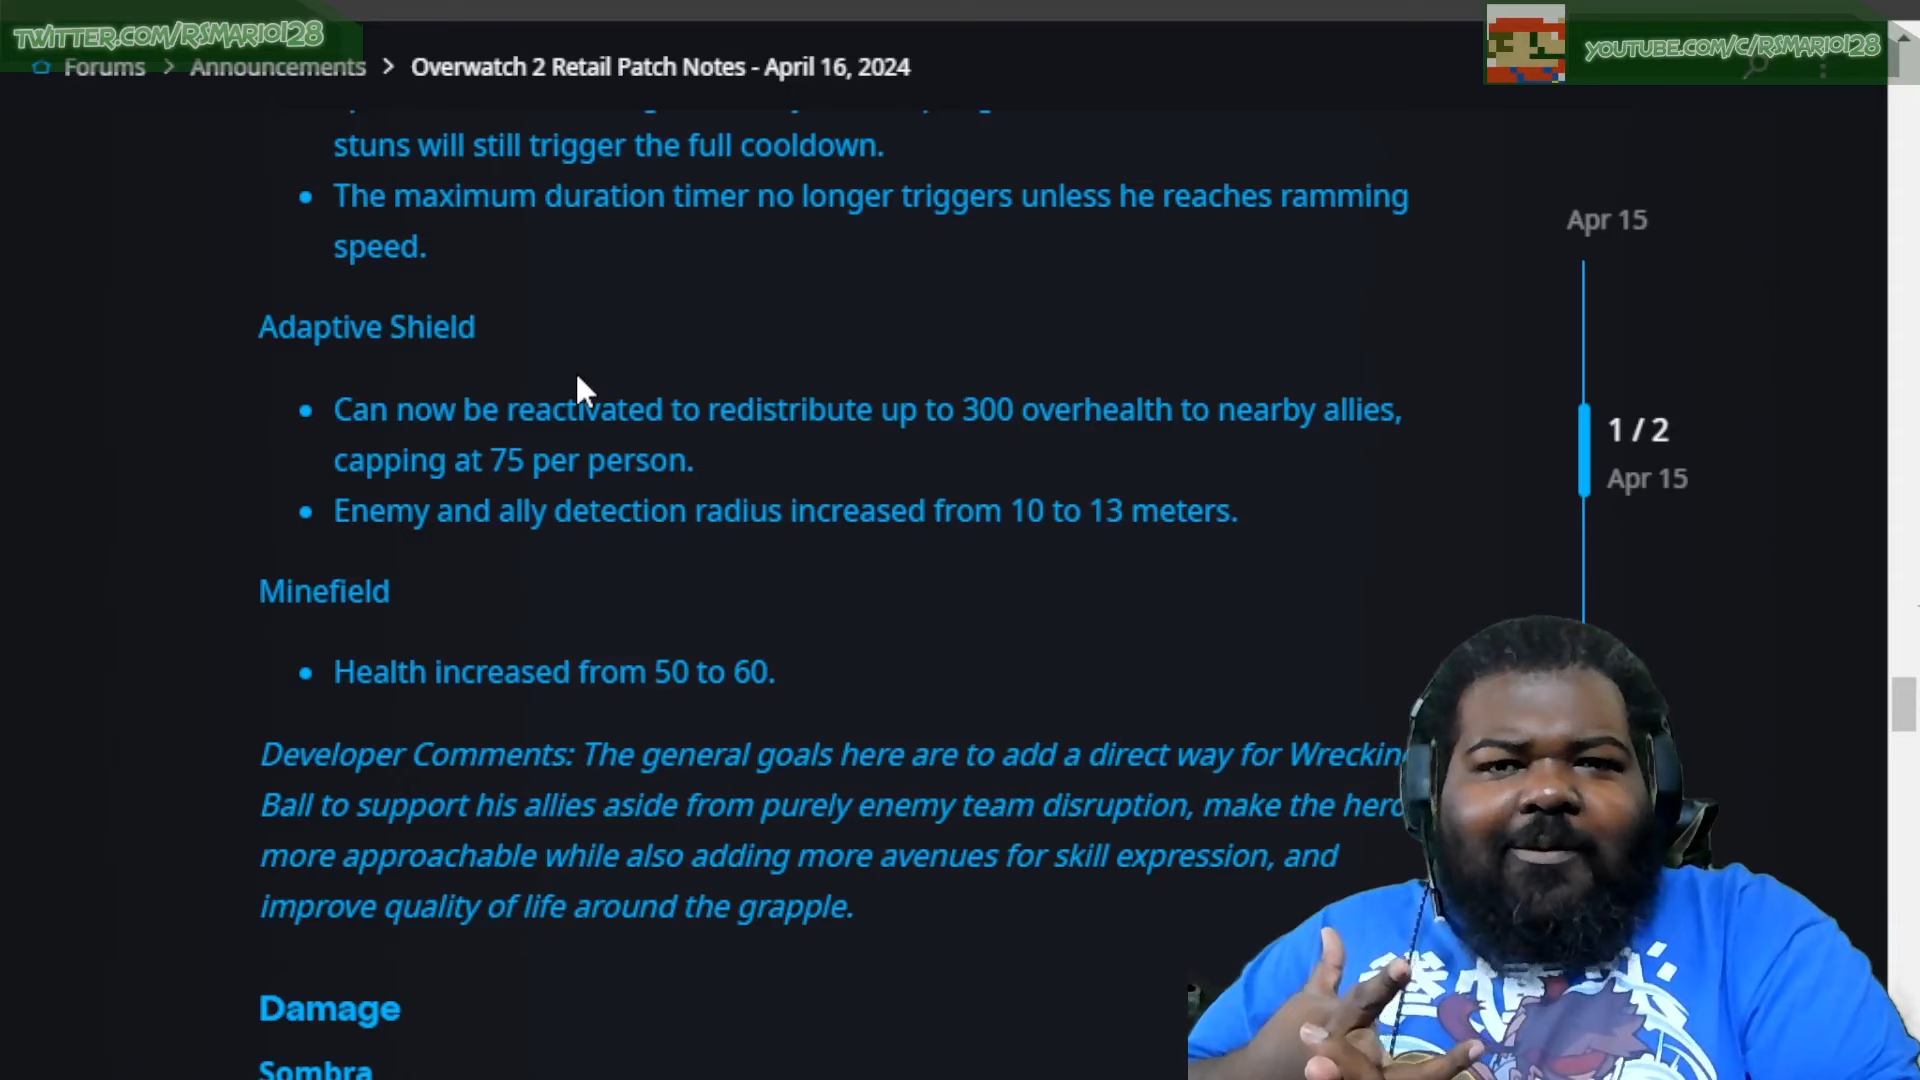 TWITTER.COM/RSMARIO128
YOUTUBE.COM/C/RSMARIO128
Forums > Announcements > Overwatch 2 Retail Patch Notes - April 16, 2024
stuns will still trigger the full cooldown.
• The maximum duration timer no longer triggers unless he reaches ramming
speed.
Apr 15
Adaptive Shield
• Can now be reactivated to redistribute up to 300 overhealth to nearby allies,
capping at 75 per person.
1 / 2
Apr 15
• Enemy and ally detection radius increased from 10 to 13 meters.
Minefield
• Health increased from 50 to 60.
Developer Comments: The general goals here are to add a direct way for Wrecking
Ball to support his allies aside from purely enemy team disruption, make the hero
more approachable while also adding more avenues for skill expression, and
improve quality of life around the grapple.
Damage
Sombra